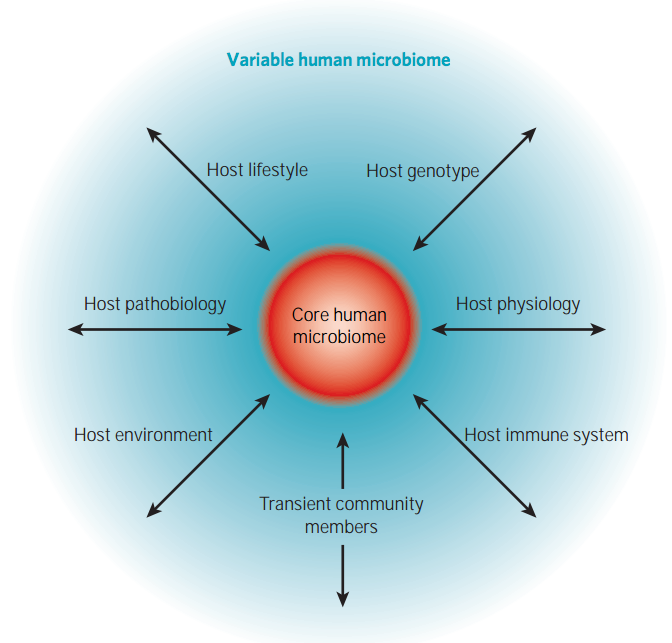 Variable human microbiome
Host lifestyle
Host genotype
Host pathobiology
Core human
microbiome
Host physiology
Host environment
Host immune system
Transient community
members